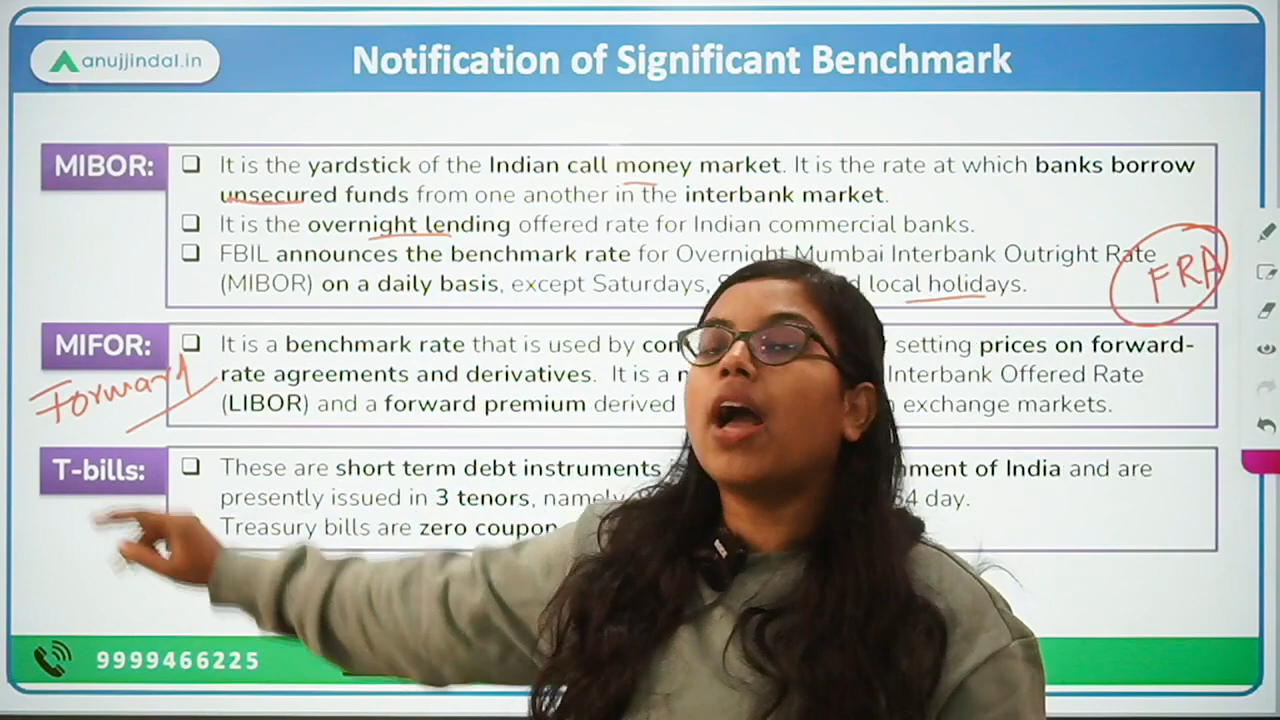 anujjindal.in
Notification of Significant Benchmark
MIBOR:
❑ It is the yardstick of the Indian call money market. It is the rate at which banks borrow
unsecured funds from one another in the interbank market.
❑ It is the overnight lending offered rate for Indian commercial banks.
❑ FBIL announces the benchmark rate for Overnight Mumbai Interbank Outright Rate
(MIBOR) on a daily basis, except Saturdays, local holidays.
FRA
MIFOR:
❑ It is a benchmark rate that is used by setting prices on forward-
rate agreements and derivatives. It is a Interbank Offered Rate
(LIBOR) and a forward premium derived exchange markets.
Forward
T-bills:
❑ These are short term debt instruments of India and are
presently issued in 3 tenors, namely day.
Treasury bills are zero coupon
9999466225